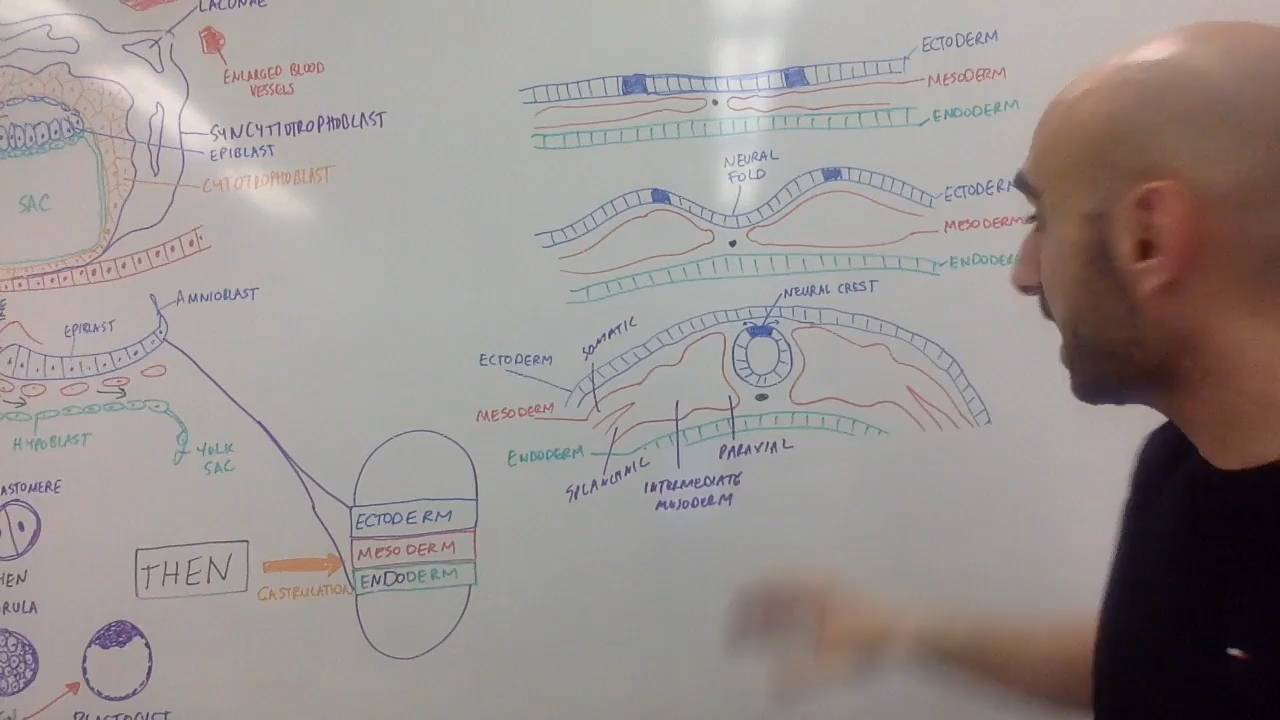 LACUNAE
ENLARGED BLOOD
VESSELS
SYNCYTIOTROPHOBLAST
EPIBLAST
CYTOTROPHOBLAST
SAC
AMNIOBLAST
EPIBLAST
HYPOBLAST
YOLK
SAC
ASTOMERE
HEN
RULA
THEN
GASTRULATION
ECTODERM
MESODERM
ENDODERM
BLASTOCYST
ECTODERM
MESODERM
ENDODERM
NEURAL
FOLD
ECTODERM
MESODERM
ENDODERM
NEURAL CREST
SOMATIC
ECTODERM
MESODERM
ENDODERM
SPLANCHNIC
INTERMEDIATE
MESODERM
PARAXIAL